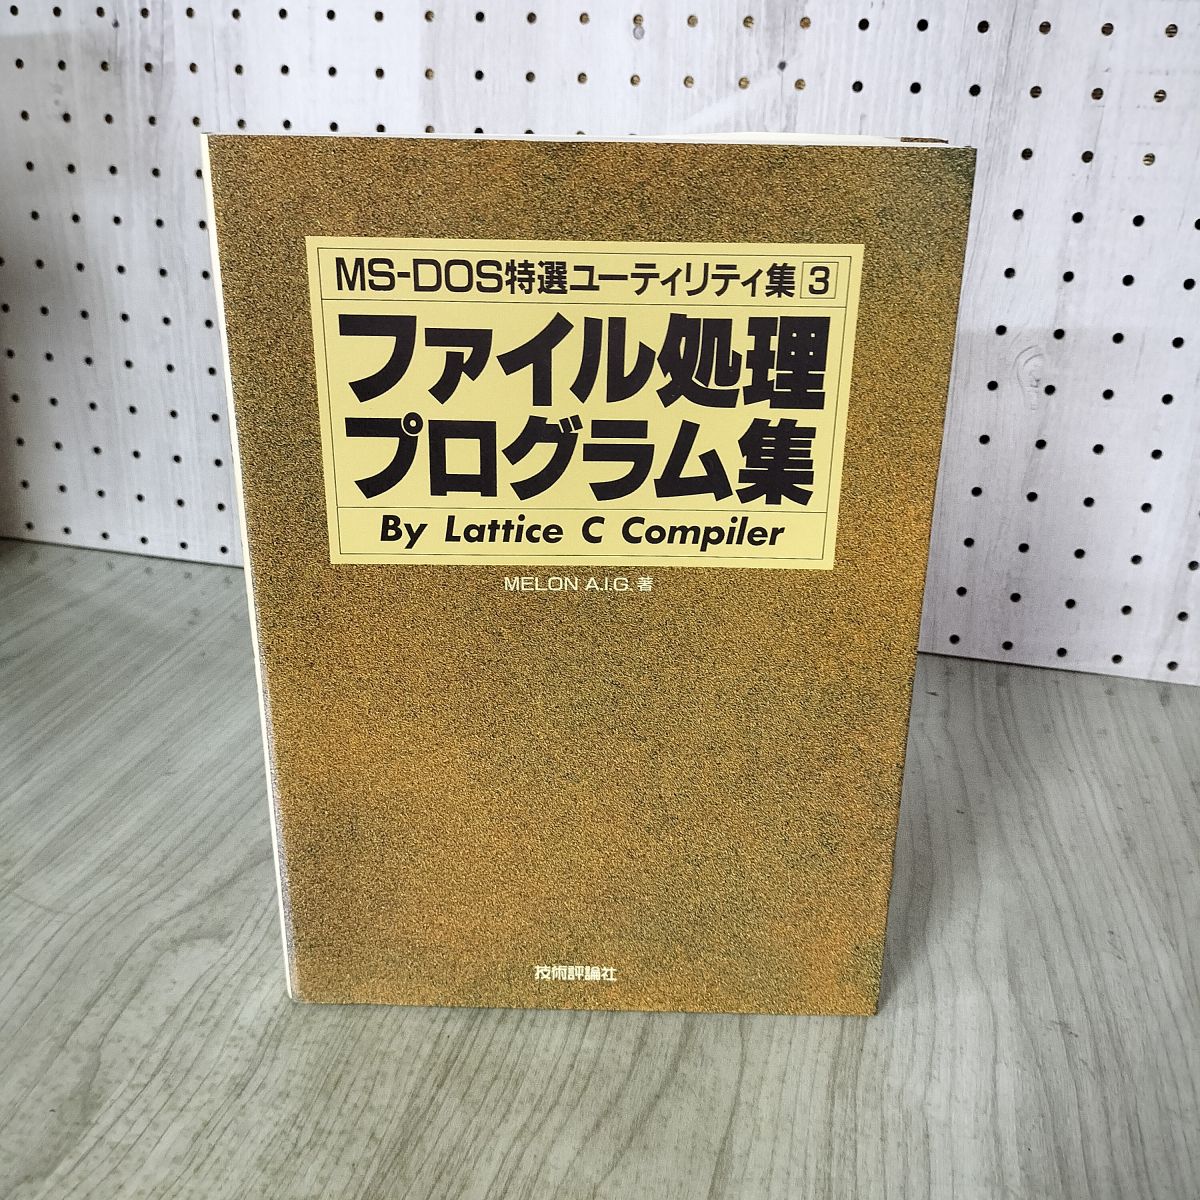 MS-DOS特選ユーティリティ集3
ファイル処理
プログラム集
By Lattice C Compiler
MELON A.I.G. 著
技術評論社